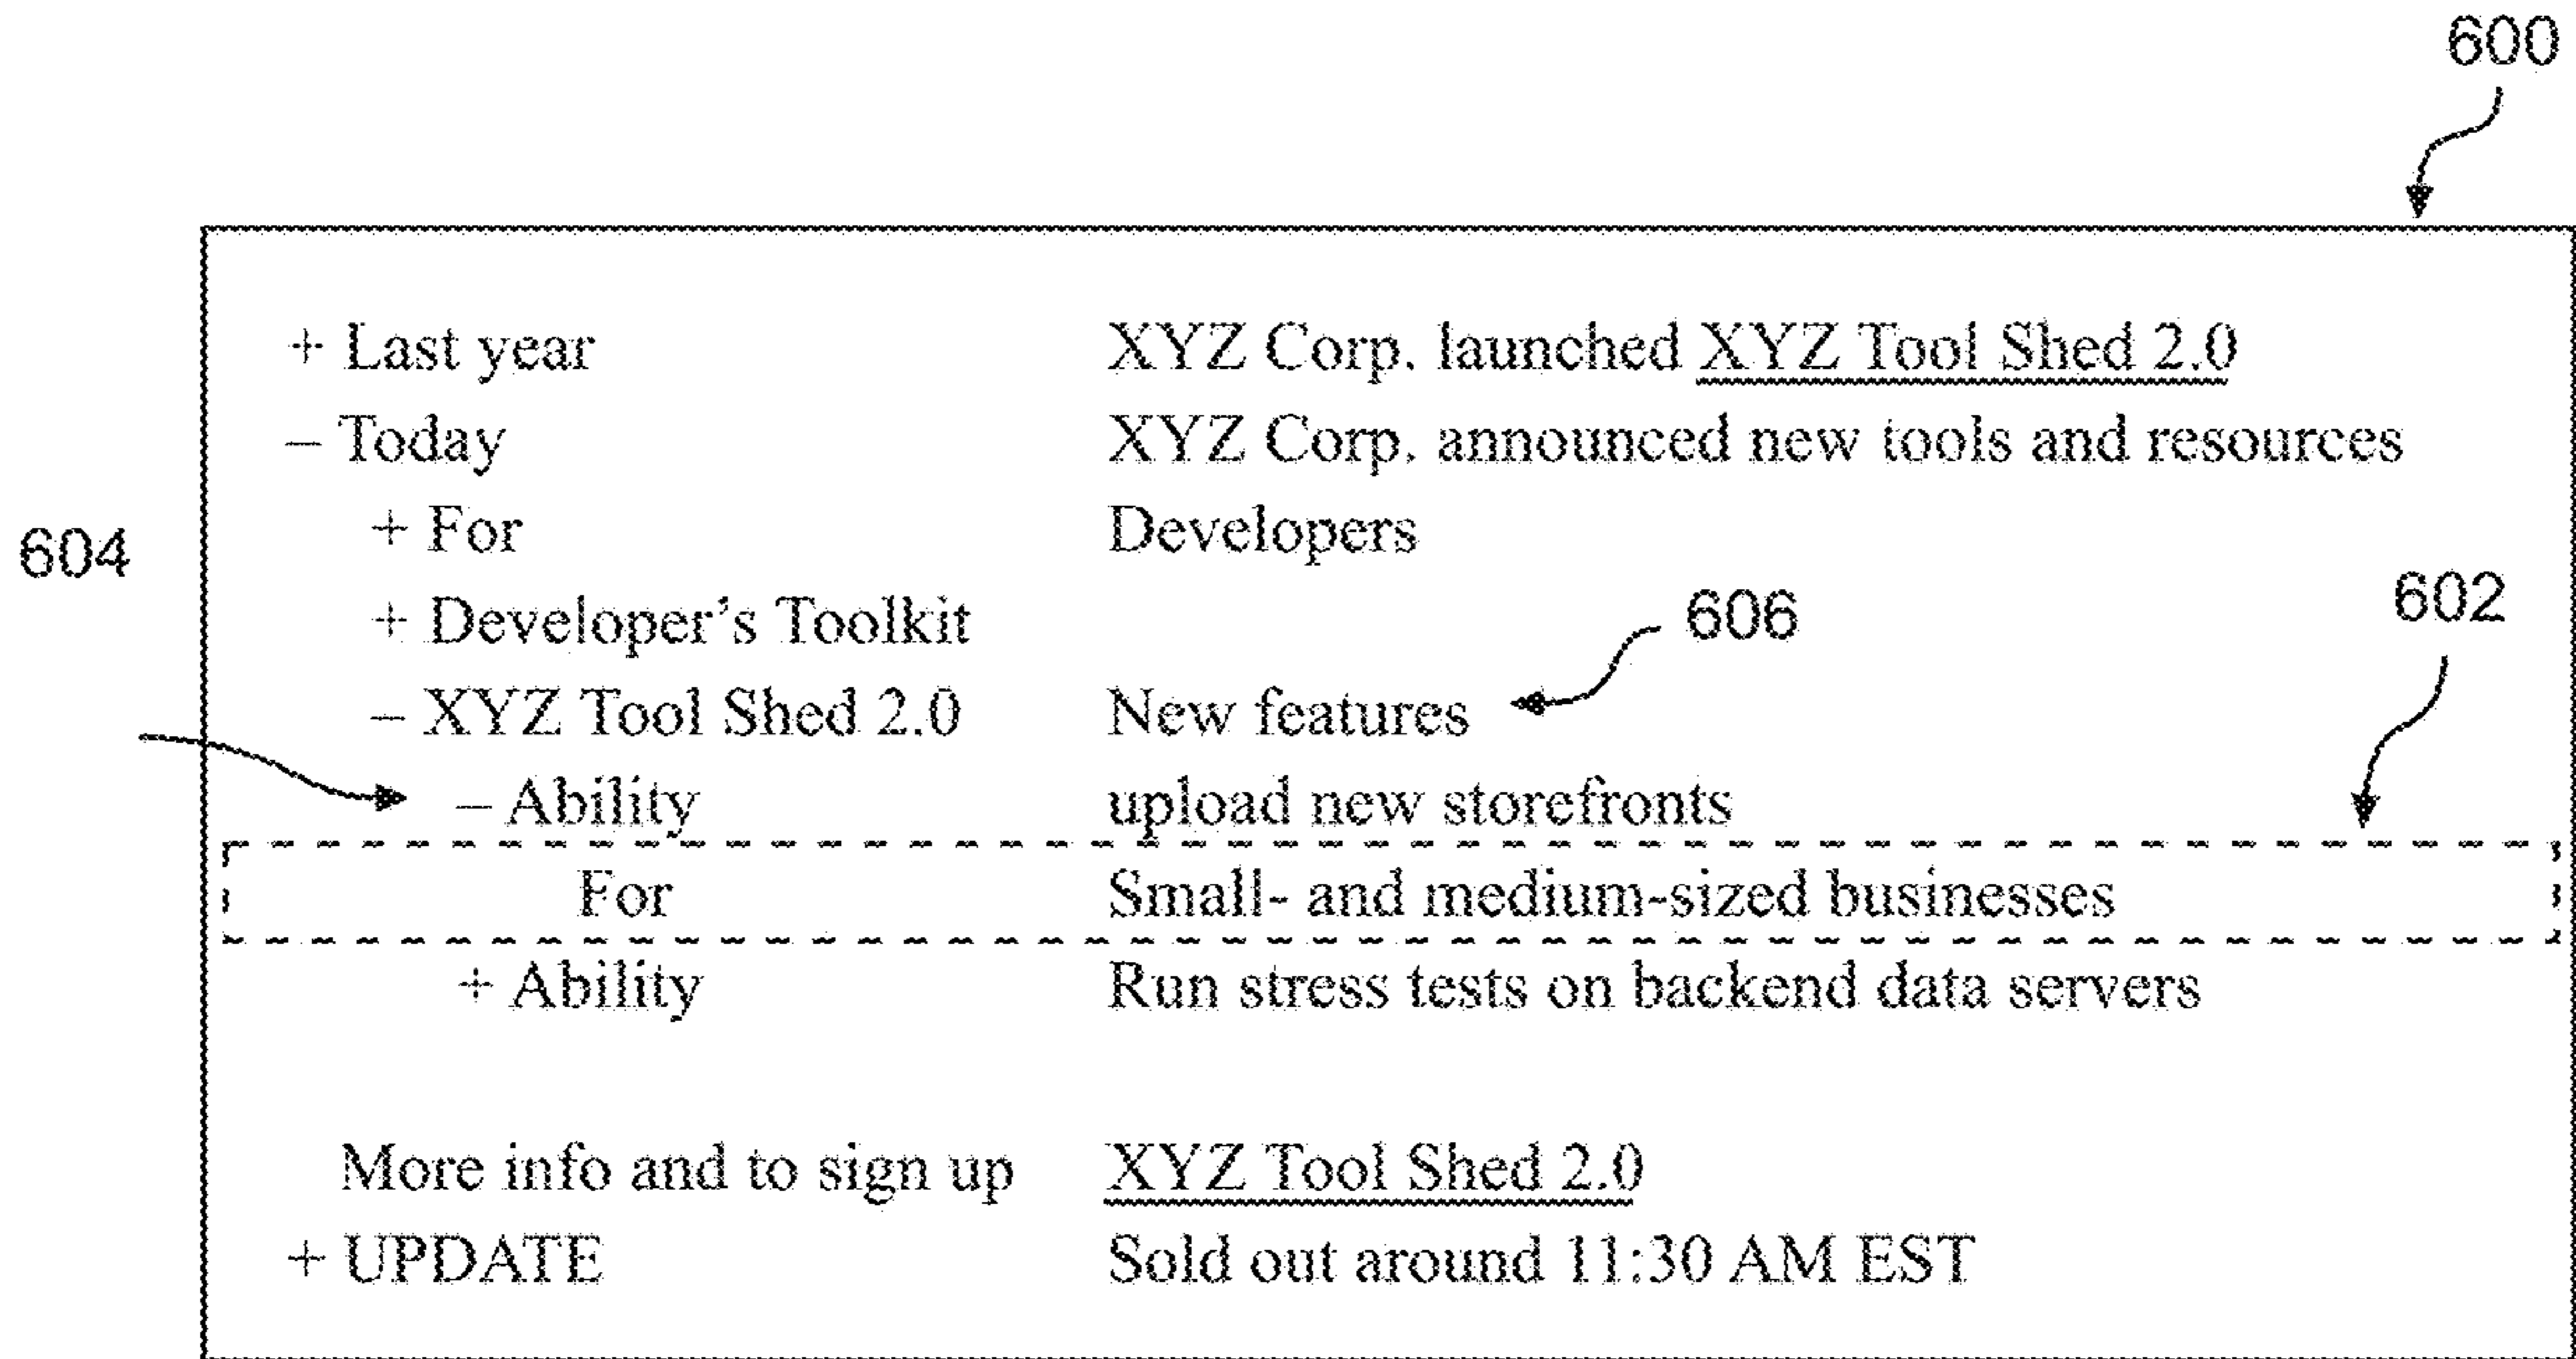 600
+ Last year XYZ Corp. launched XYZ Tool Shed 2.0
– Today XYZ Corp. announced new tools and resources
+ For Developers
604
+ Developer's Toolkit
606
602
– XYZ Tool Shed 2.0 New features
– Ability upload new storefronts
For Small- and medium-sized businesses
+ Ability Run stress tests on backend data servers
More info and to sign up XYZ Tool Shed 2.0
+ UPDATE Sold out around 11:30 AM EST